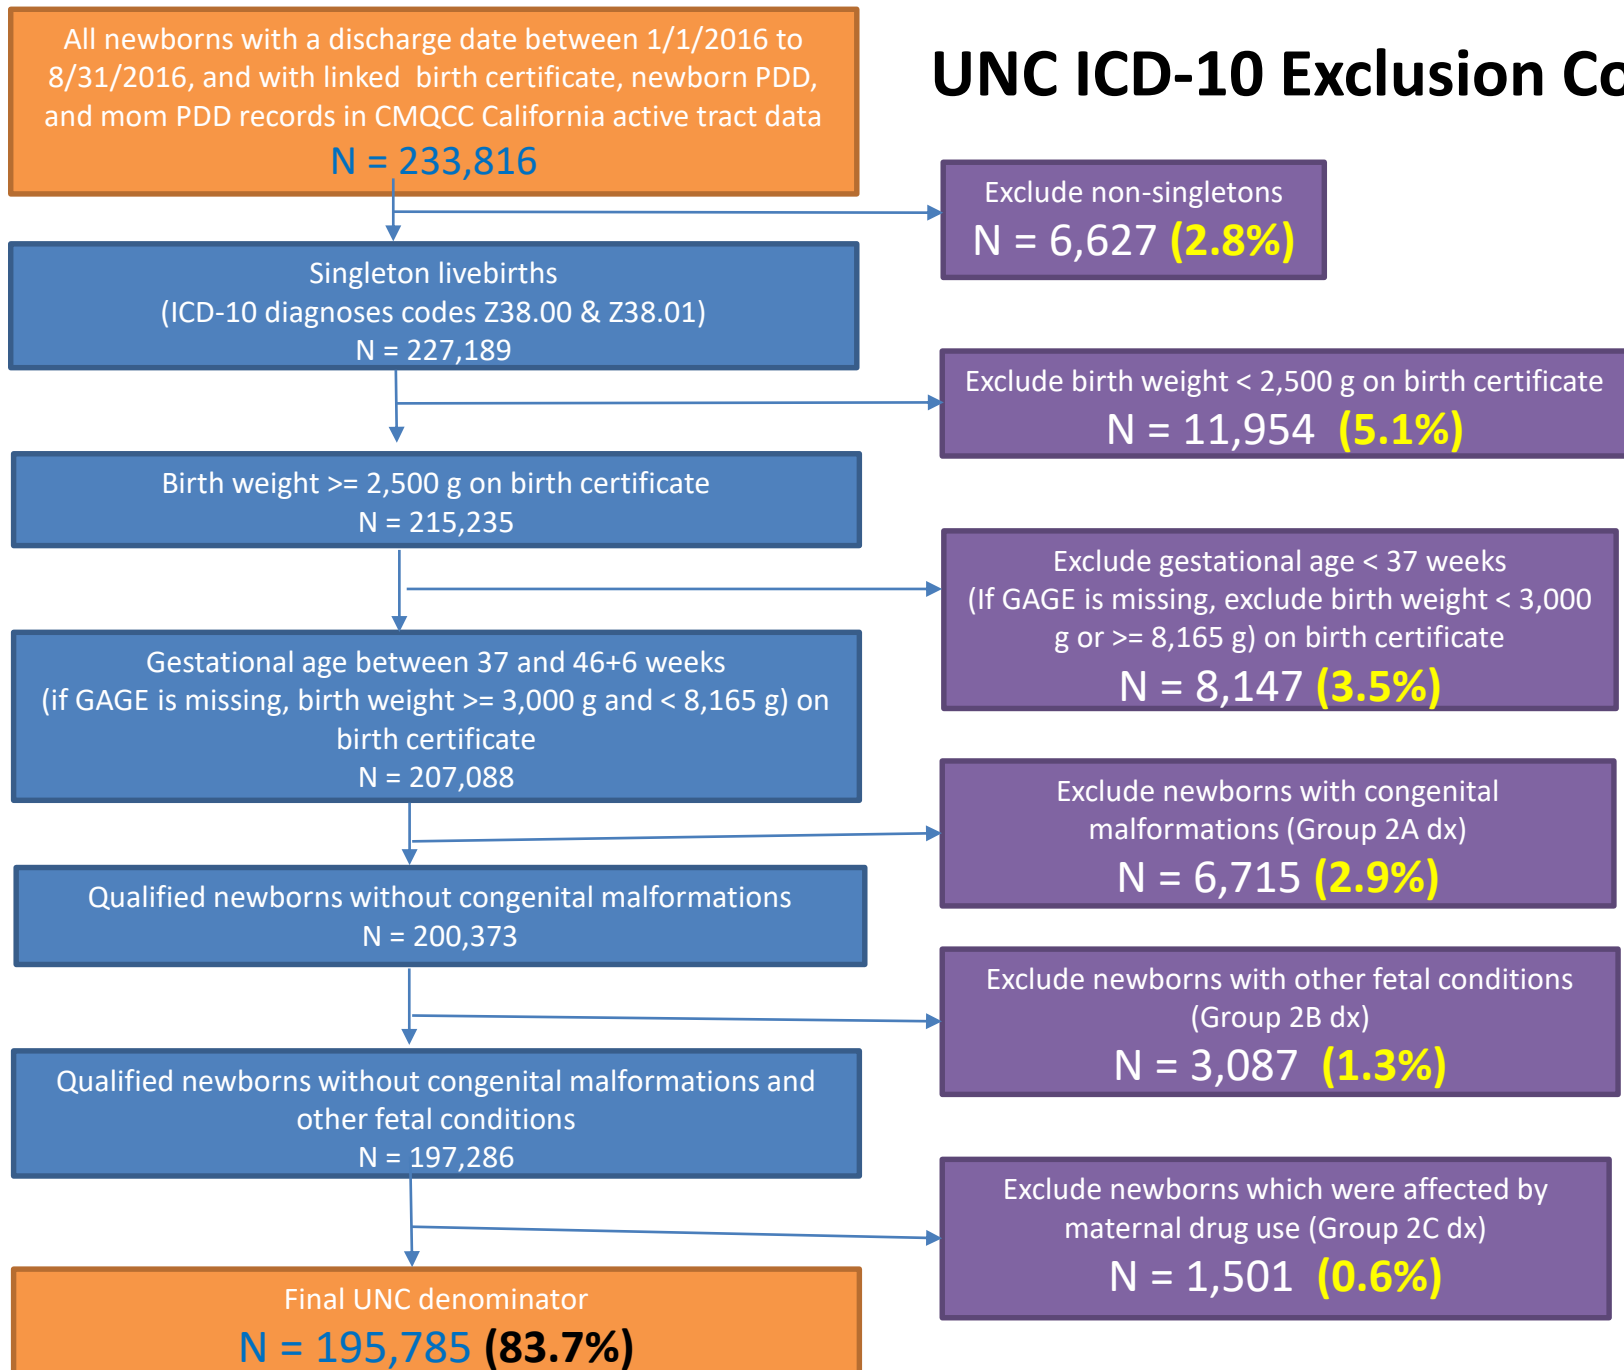 UNC ICD-10 Exclusion Co
All newborns with a discharge date between 1/1/2016 to
8/31/2016, and with linked birth certificate, newborn PDD,
and mom PDD records in CMQCC California active tract data
N = 233,816
Exclude non-singletons
N = 6,627 (2.8%)
Singleton livebirths
(ICD-10 diagnoses codes Z38.00 & Z38.01)
N = 227,189
Exclude birth weight < 2,500 g on birth certificate
N = 11,954 (5.1%)
Birth weight >= 2,500 g on birth certificate
N = 215,235
Exclude gestational age < 37 weeks
(If GAGE is missing, exclude birth weight < 3,000
g or >= 8,165 g) on birth certificate
N = 8,147 (3.5%)
Gestational age between 37 and 46+6 weeks
(if GAGE is missing, birth weight >= 3,000 g and < 8,165 g) on
birth certificate
N = 207,088
Exclude newborns with congenital
malformations (Group 2A dx)
N = 6,715 (2.9%)
Qualified newborns without congenital malformations
N = 200,373
Exclude newborns with other fetal conditions
(Group 2B dx)
N = 3,087 (1.3%)
Qualified newborns without congenital malformations and
other fetal conditions
N = 197,286
Exclude newborns which were affected by
maternal drug use (Group 2C dx)
N = 1,501 (0.6%)
Final UNC denominator
N = 195,785 (83.7%)